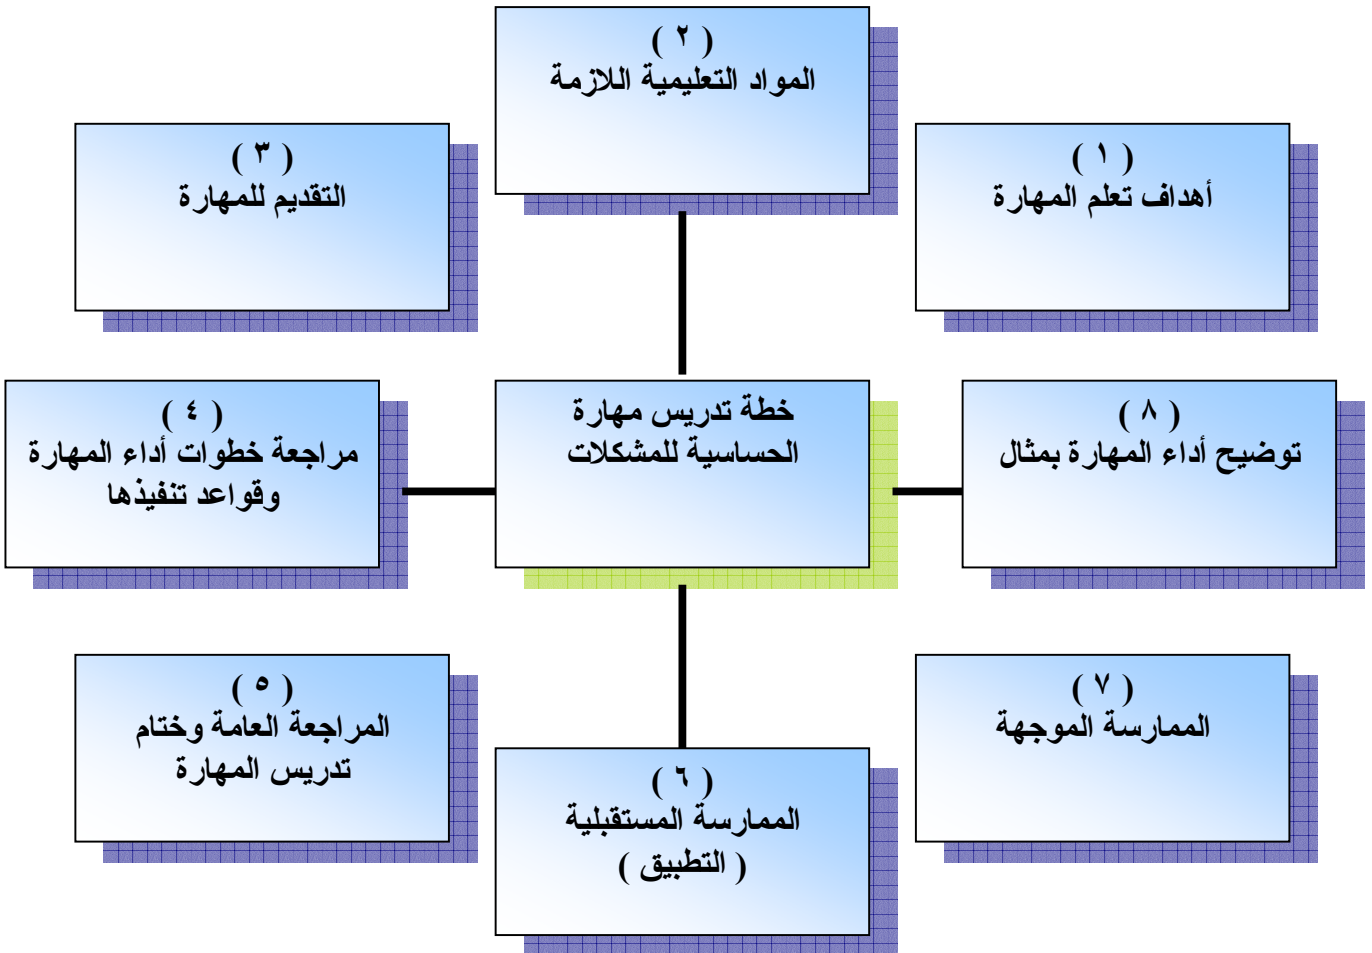 ( ٢ )
المواد التعليمية اللازمة
( ١ )
أهداف تعلم المهارة
( ٣ )
التقديم للمهارة
( ٨ )
توضيح أداء المهارة بمثال
خطة تدريس مهارة
الحساسية للمشكلات
( ٤ )
مراجعة خطوات أداء المهارة
وقواعد تنفيذها
( ٧ )
الممارسة الموجهة
( ٥ )
المراجعة العامة وختام
تدريس المهارة
( ٦ )
الممارسة المستقبلية
( التطبيق )